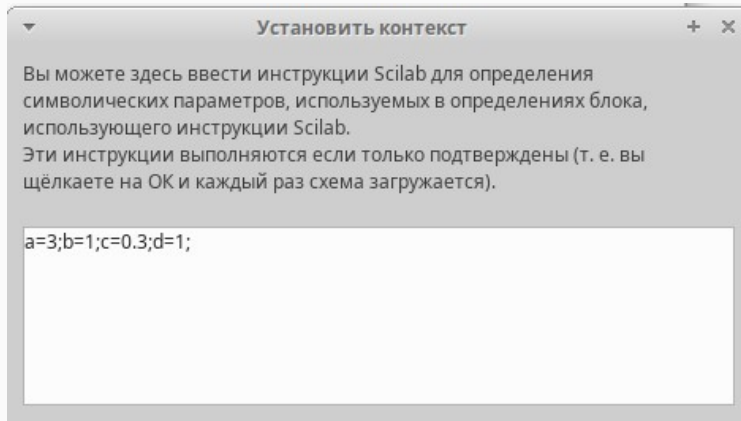 Установить контекст
Вы можете здесь ввести инструкции Scilab для определения
символических параметров, используемых в определениях блока,
использующего инструкции Scilab.
Эти инструкции выполняются если только подтверждены (т. е. вы
щёлкаете на ОК и каждый раз схема загружается).
a=3;b=1;c=0.3;d=1;